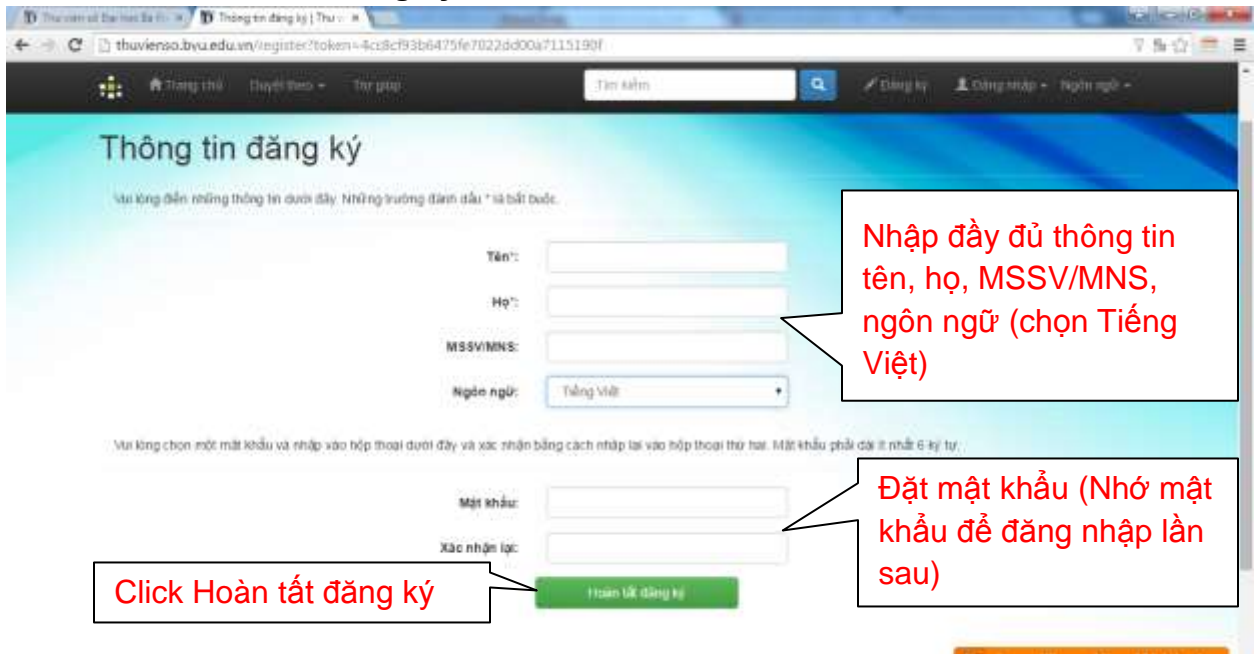 Thông tin đăng ký | Thư
thuvienso.bvu.edu.vn/register?token=4cc8cf93b6475fe7022dd00a7115190f
Trang chủ Duyệt theo Trợ giúp Tìm kiếm Đăng ký Đăng nhập Ngôn ngữ
Thông tin đăng ký
Vui lòng điền những thông tin dưới đây. Những trường đánh dấu * là bắt buộc.
Tên*:
Họ*:
MSSV/MNS:
Ngôn ngữ: Tiếng Việt
Nhập đầy đủ thông tin
tên, họ, MSSV/MNS,
ngôn ngữ (chọn Tiếng
Việt)
Vui lòng chọn một mật khẩu và nhập vào hộp thoại dưới đây và xác nhận bằng cách nhập lại vào hộp thoại thứ hai. Mật khẩu phải dài ít nhất 6 ký tự.
Mật khẩu:
Xác nhận lại:
Đặt mật khẩu (Nhớ mật
khẩu để đăng nhập lần
sau)
Click Hoàn tất đăng ký
Hoàn tất đăng ký